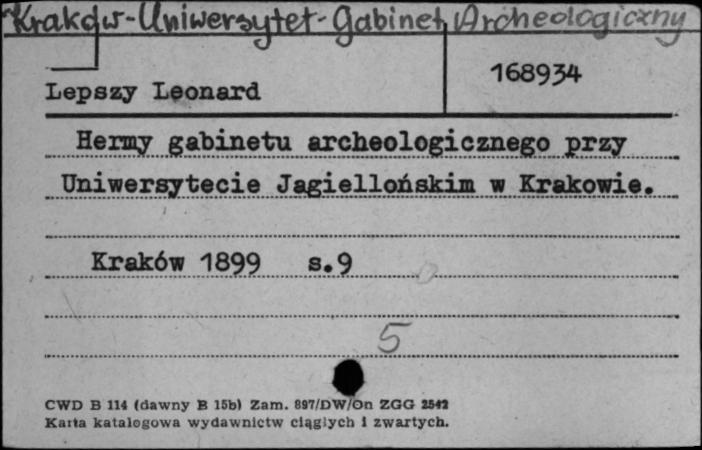 Kraków-Uniwersytet-Gabinet Archeologiczny
168934
Lepszy Leonard
Hermy gabinetu archeologicznego przy
Uniwersytecie Jagiellońskim w Krakowie.
Kraków 1899 s.9
5
CWD B 114 (dawny B 15b) Zam. 897/DW/On ZGG 2542
Karta katalogowa wydawnictw ciągłych i zwartych.